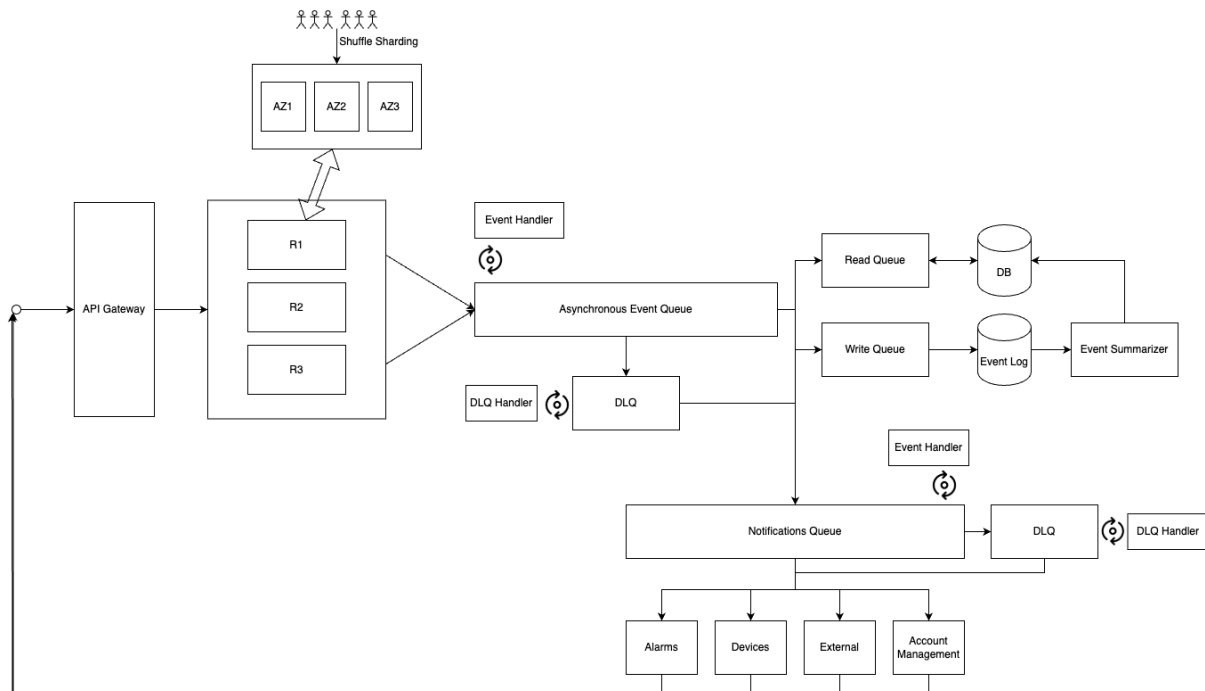 Shuffle Sharding
AZ1
AZ2
AZ3
API Gateway
R1
R2
R3
Event Handler
Asynchronous Event Queue
DLQ Handler
DLQ
Read Queue
DB
Write Queue
Event Log
Event Summarizer
Event Handler
Notifications Queue
DLQ
DLQ Handler
Alarms
Devices
External
Account
Management